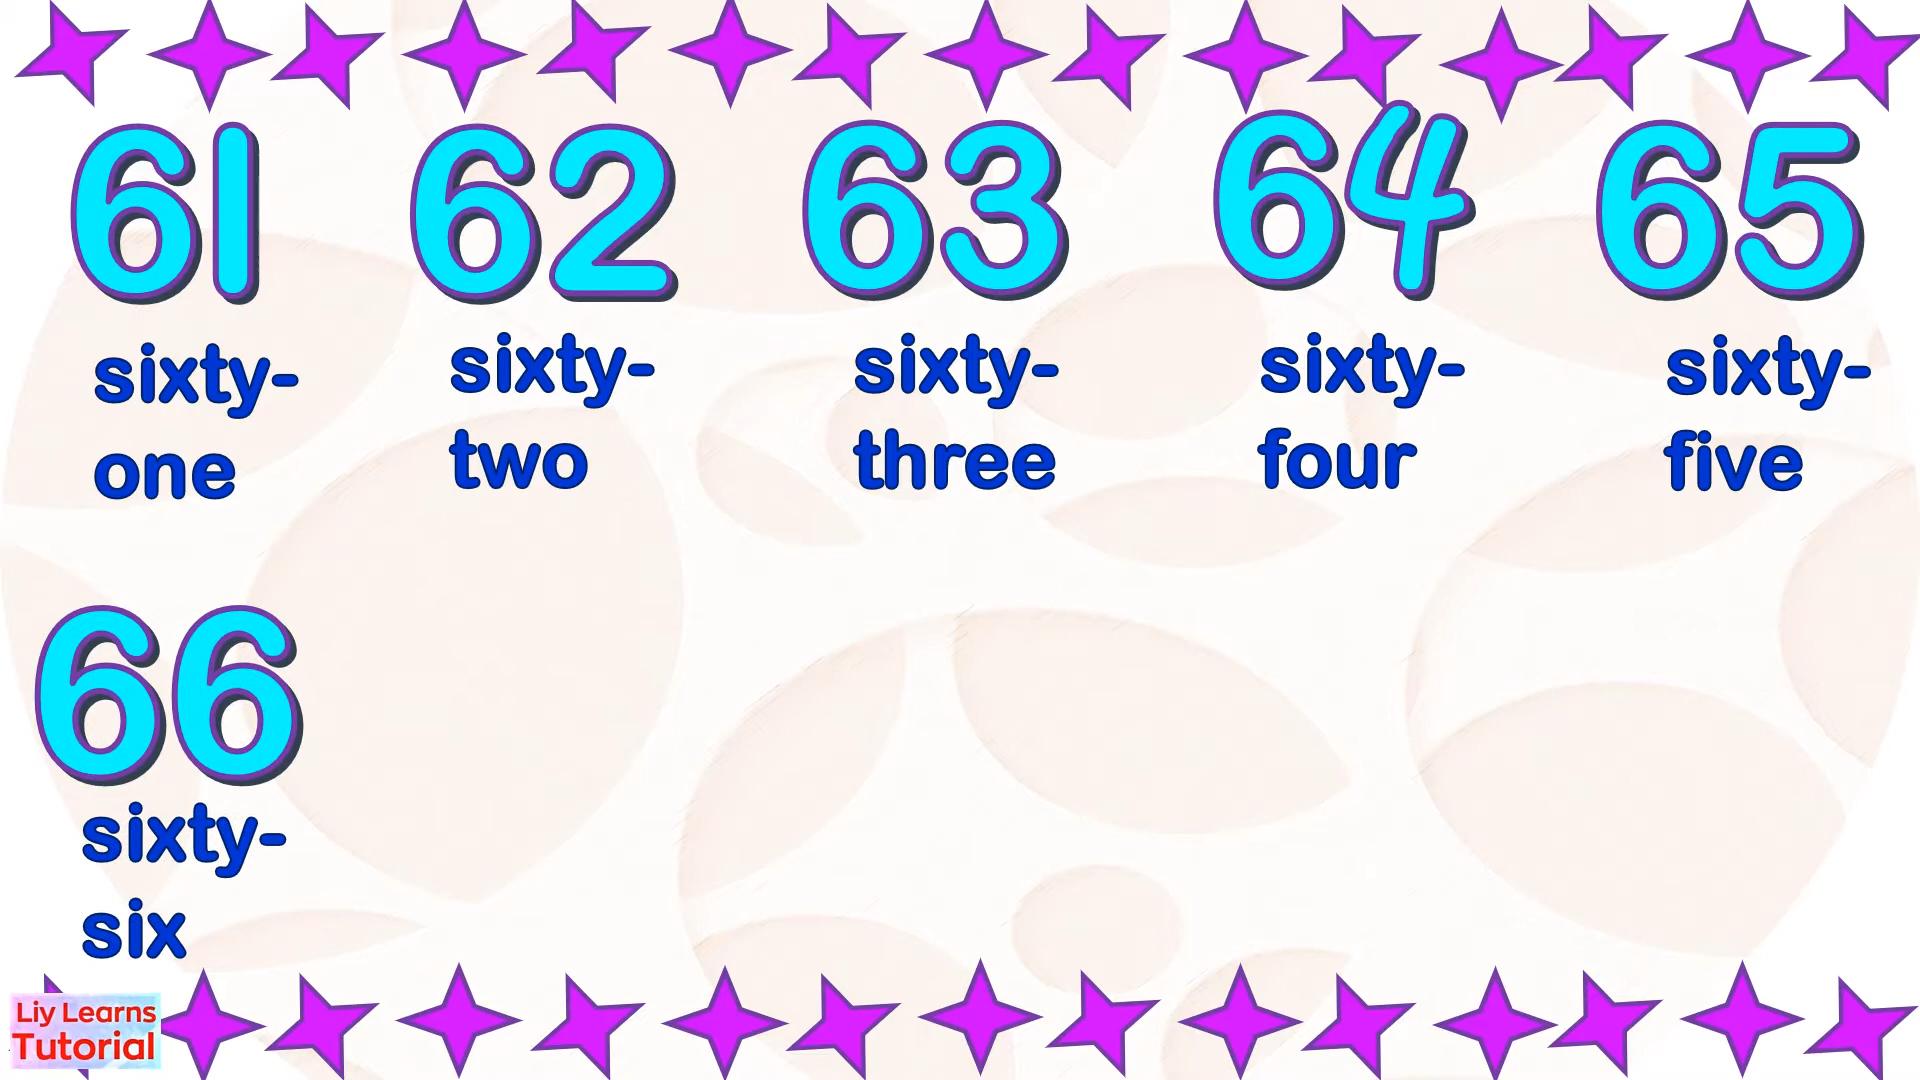 61 62 63 64 65
sixty- sixty- sixty- sixty- sixty-
one two three four five
66
sixty-
six
Liy Learns
Tutorial